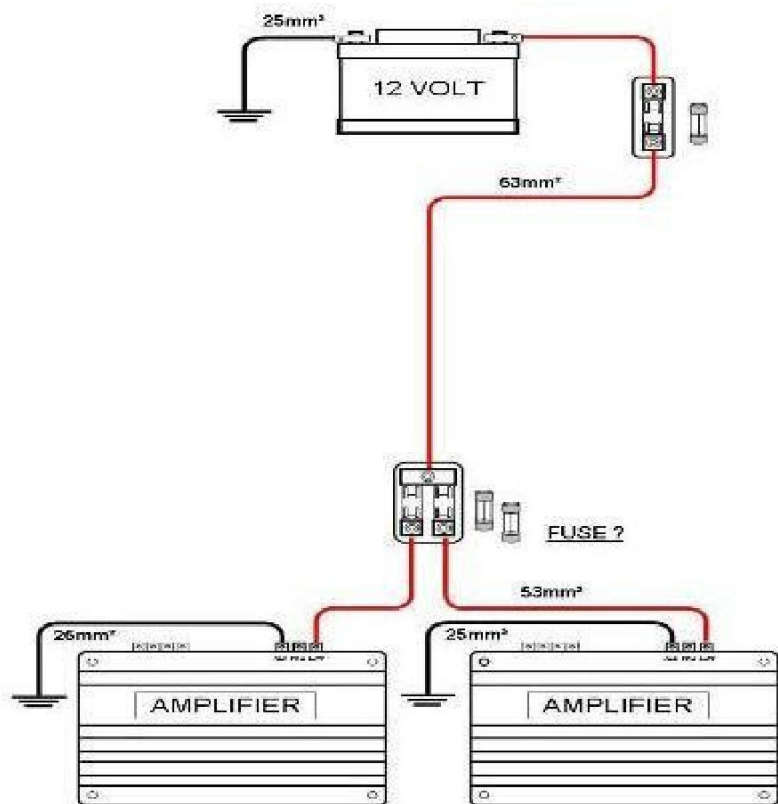 25mm²
12 VOLT
63mm²
FUSE ?
53mm²
26mm²
25mm²
AMPLIFIER
AMPLIFIER